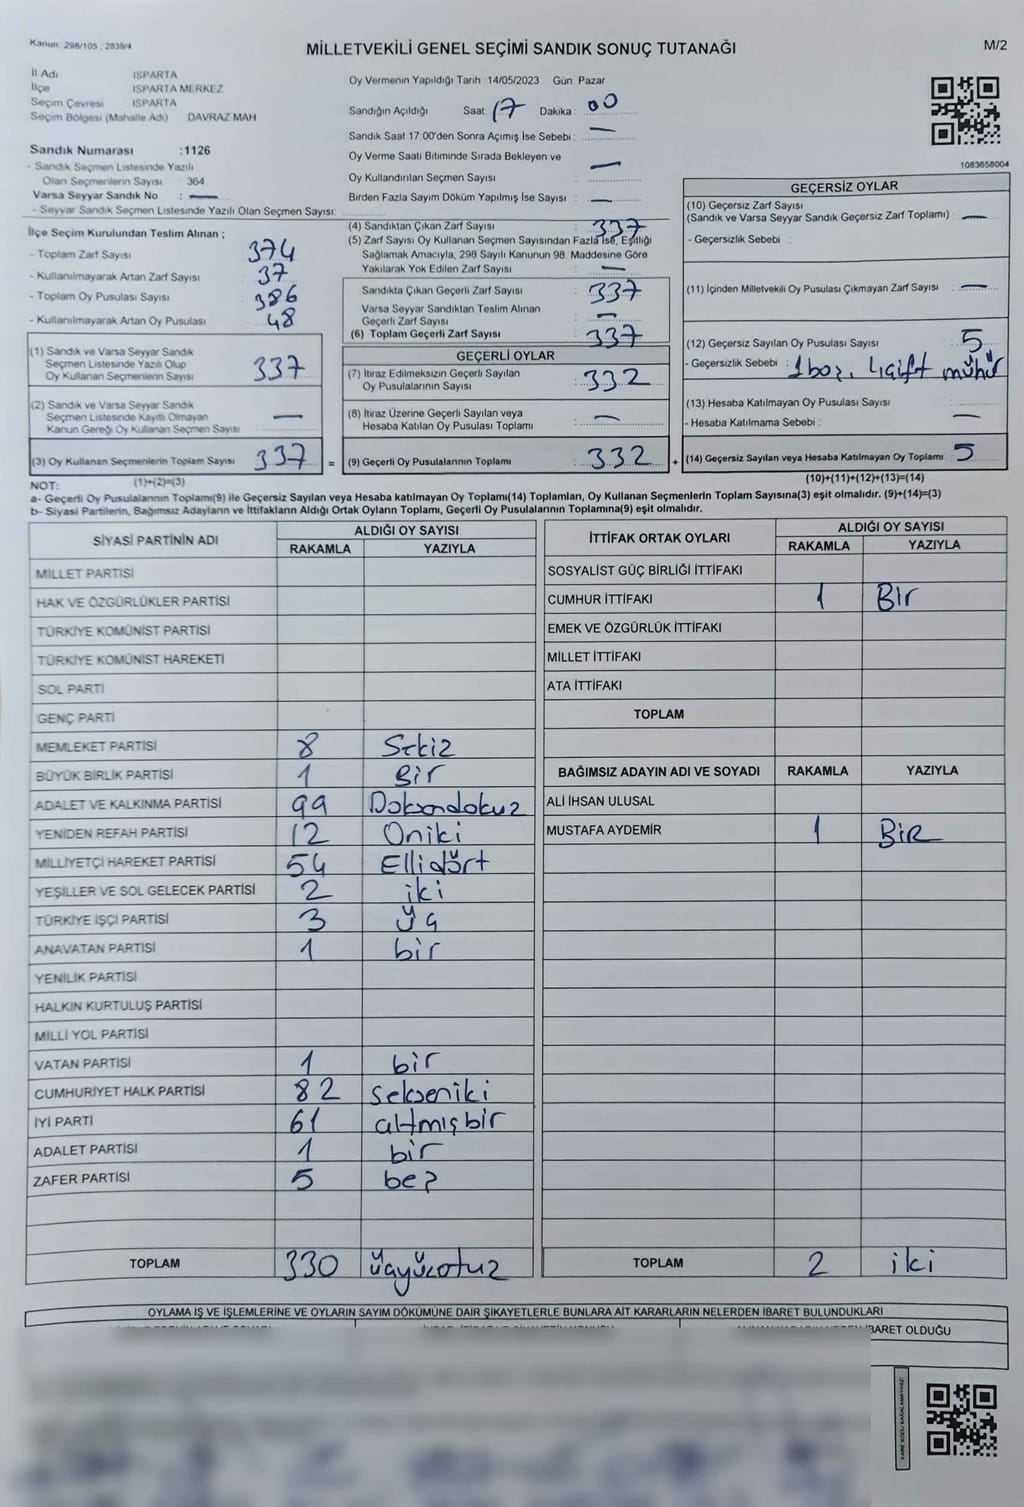 Kanun: 298/105 , 2839/4
MİLLETVEKİLİ GENEL SEÇİMİ SANDIK SONUÇ TUTANAĞI
M/2
İl Adı ISPARTA
İlçe ISPARTA MERKEZ
Seçim Çevresi ISPARTA
Seçim Bölgesi (Mahalle Adı) DAVRAZ MAH
Sandık Numarası :1126
- Sandık Seçmen Listesinde Yazılı
Olan Seçmenlerin Sayısı : 364
Varsa Seyyar Sandık No : —
- Seyyar Sandık Seçmen Listesinde Yazılı Olan Seçmen Sayısı:
Oy Vermenin Yapıldığı Tarih :14/05/2023 Gün: Pazar
Sandığın Açıldığı Saat: 17 Dakika : 00
Sandık Saat 17:00'den Sonra Açımış İse Sebebi : —
Oy Verme Saati Bitiminde Sırada Bekleyen ve —
Oy Kullandırılan Seçmen Sayısı :
Birden Fazla Sayım Döküm Yapılmış İse Sayısı : —
1083658004
İlçe Seçim Kurulundan Teslim Alınan ;
- Toplam Zarf Sayısı 374
- Kullanılmayarak Artan Zarf Sayısı 37
- Toplam Oy Pusulası Sayısı 386
- Kullanılmayarak Artan Oy Pusulası 48
(1) Sandık ve Varsa Seyyar Sandık
Seçmen Listesinde Yazılı Olup
Oy Kullanan Seçmenlerin Sayısı 337
(2) Sandık ve Varsa Seyyar Sandık
Seçmen Listesinde Kayıtlı Olmayan
Kanun Gereği Oy Kullanan Seçmen Sayısı —
(3) Oy Kullanan Seçmenlerin Toplam Sayısı 337 =
(4) Sandıktan Çıkan Zarf Sayısı : 337
(5) Zarf Sayısı Oy Kullanan Seçmen Sayısından Fazla İse, Eşitliği
Sağlamak Amacıyla, 298 Sayılı Kanunun 98. Maddesine Göre
Yakılarak Yok Edilen Zarf Sayısı : —
Sandıkta Çıkan Geçerli Zarf Sayısı : 337
Varsa Seyyar Sandıktan Teslim Alınan
Geçerli Zarf Sayısı : —
(6) Toplam Geçerli Zarf Sayısı : 337
GEÇERLİ OYLAR
(7) İtiraz Edilmeksizin Geçerli Sayılan
Oy Pusulalarının Sayısı : 332
(8) İtiraz Üzerine Geçerli Sayılan veya
Hesaba Katılan Oy Pusulası Toplamı : —
(9) Geçerli Oy Pusulalarının Toplamı : 332 +
GEÇERSİZ OYLAR
(10) Geçersiz Zarf Sayısı
(Sandık ve Varsa Seyyar Sandık Geçersiz Zarf Toplamı) : —
- Geçersizlik Sebebi :
(11) İçinden Milletvekili Oy Pusulası Çıkmayan Zarf Sayısı : —
(12) Geçersiz Sayılan Oy Pusulası Sayısı : 5
- Geçersizlik Sebebi : 1 boş, 4 çift mühür
(13) Hesaba Katılmayan Oy Pusulası Sayısı :
- Hesaba Katılmama Sebebi : —
(14) Geçersiz Sayılan veya Hesaba Katılmayan Oy Toplamı : 5
NOT: (1)+(2)=(3) (10)+(11)+(12)+(13)=(14)
a- Geçerli Oy Pusulalarının Toplamı(9) ile Geçersiz Sayılan veya Hesaba katılmayan Oy Toplamı(14) Toplamları, Oy Kullanan Seçmenlerin Toplam Sayısına(3) eşit olmalıdır. (9)+(14)=(3)
b- Siyasi Partilerin, Bağımsız Adayların ve İttifakların Aldığı Ortak Oyların Toplamı, Geçerli Oy Pusulalarının Toplamına(9) eşit olmalıdır.
SİYASİ PARTİNİN ADI ALDIĞI OY SAYISI
RAKAMLA YAZIYLA
MİLLET PARTİSİ
HAK VE ÖZGÜRLÜKLER PARTİSİ
TÜRKİYE KOMÜNİST PARTİSİ
TÜRKİYE KOMÜNİST HAREKETİ
SOL PARTİ
GENÇ PARTİ
MEMLEKET PARTİSİ 8 Sekiz
BÜYÜK BİRLİK PARTİSİ 1 Bir
ADALET VE KALKINMA PARTİSİ 99 Doksandokuz
YENİDEN REFAH PARTİSİ 12 Oniki
MİLLİYETÇİ HAREKET PARTİSİ 54 Ellidört
YEŞİLLER VE SOL GELECEK PARTİSİ 2 iki
TÜRKİYE İŞÇİ PARTİSİ 3 üç
ANAVATAN PARTİSİ 1 bir
YENİLİK PARTİSİ
HALKIN KURTULUŞ PARTİSİ
MİLLİ YOL PARTİSİ
VATAN PARTİSİ 1 bir
CUMHURİYET HALK PARTİSİ 82 sekseniki
İYİ PARTİ 61 altmışbir
ADALET PARTİSİ 1 bir
ZAFER PARTİSİ 5 beş
TOPLAM 330 üçyüzotuz
İTTİFAK ORTAK OYLARI ALDIĞI OY SAYISI
RAKAMLA YAZIYLA
SOSYALİST GÜÇ BİRLİĞİ İTTİFAKI
CUMHUR İTTİFAKI 1 Bir
EMEK VE ÖZGÜRLÜK İTTİFAKI
MİLLET İTTİFAKI
ATA İTTİFAKI
TOPLAM
BAĞIMSIZ ADAYIN ADI VE SOYADI RAKAMLA YAZIYLA
ALİ İHSAN ULUSAL
MUSTAFA AYDEMİR 1 BİR
TOPLAM 2 iki
OYLAMA İŞ VE İŞLEMLERİNE VE OYLARIN SAYIM DÖKÜMÜNE DAİR ŞİKAYETLERLE BUNLARA AİT KARARLARIN NELERDEN İBARET BULUNDUKLARI
İBARET OLDUĞU
KARE KODU KARALAMAYINIZ!